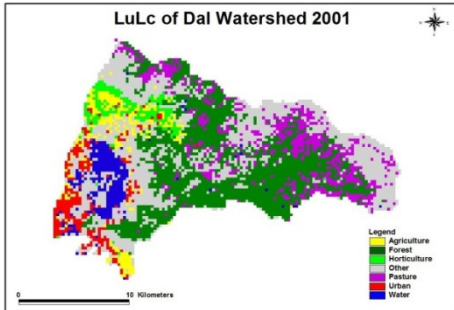 LuLc of Dal Watershed 2001
Legend
Agriculture
Forest
Horticulture
Other
Pasture
Urban
Water
0 10 Kilometers